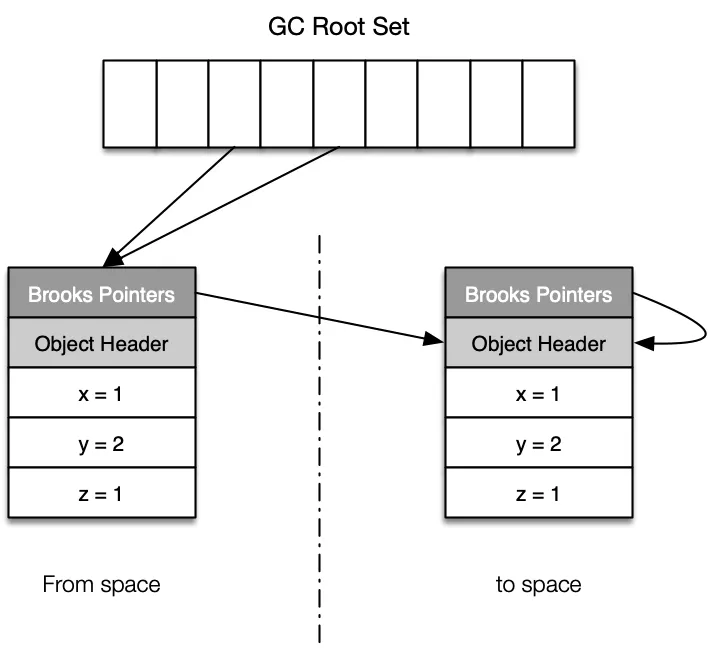 GC Root Set
Brooks Pointers
Object Header
x = 1
y = 2
z = 1
From space
Brooks Pointers
Object Header
x = 1
y = 2
z = 1
to space